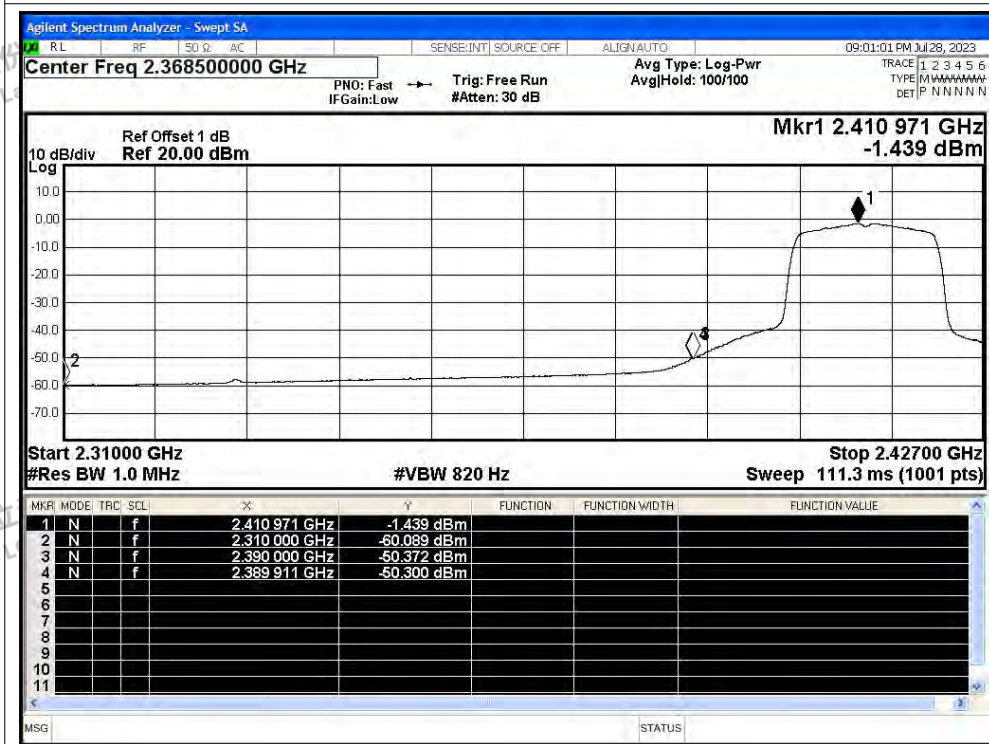 Agilent Spectrum Analyzer - Swept SA
LXI RL RF 50 Ω AC SENSE:INT SOURCE OFF ALIGNAUTO 09:01:01 PM Jul 28, 2023
Center Freq 2.368500000 GHz
PNO: Fast
IFGain:Low
Trig: Free Run
#Atten: 30 dB
Avg Type: Log-Pwr
Avg|Hold: 100/100
TRACE 1 2 3 4 5 6
TYPE M WWWWW
DET P N N N N N
Mkr1 2.410 971 GHz
-1.439 dBm
Ref Offset 1 dB
10 dB/div Ref 20.00 dBm
Log
10.0
0.00
-10.0
-20.0
-30.0
-40.0
-50.0
-60.0
-70.0
1
2
4
Start 2.31000 GHz Stop 2.42700 GHz
#Res BW 1.0 MHz #VBW 820 Hz Sweep 111.3 ms (1001 pts)
MKR MODE TRC SCL X Y FUNCTION FUNCTION WIDTH FUNCTION VALUE
1 N f 2.410 971 GHz -1.439 dBm
2 N f 2.310 000 GHz -60.089 dBm
3 N f 2.390 000 GHz -50.372 dBm
4 N f 2.389 911 GHz -50.300 dBm
5
6
7
8
9
10
11
MSG STATUS